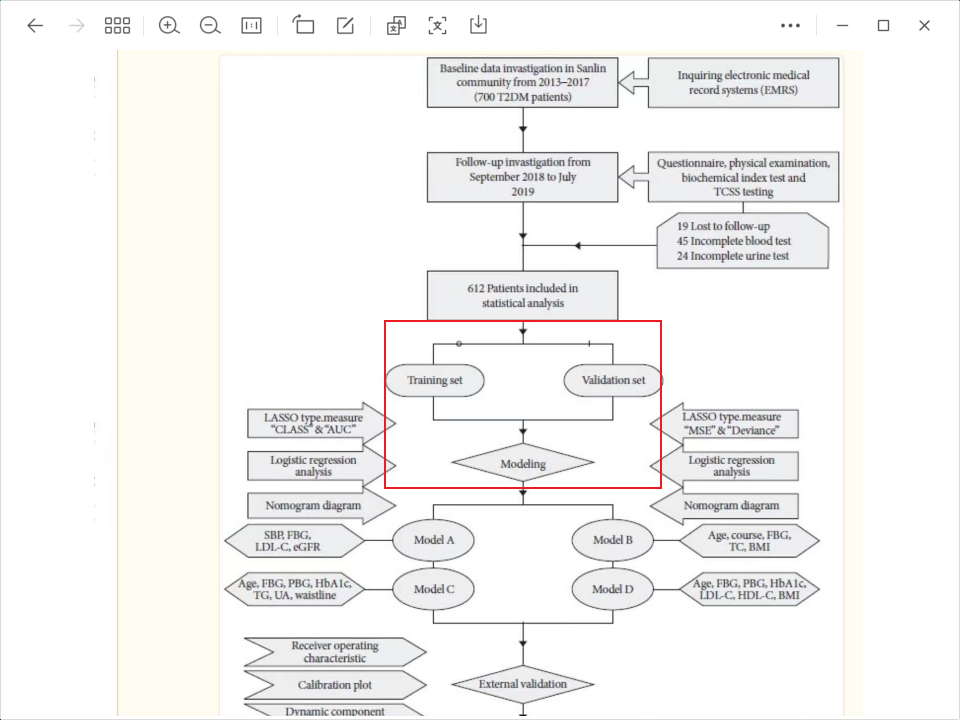 Baseline data invastigation in Sanlin
community from 2013–2017
(700 T2DM patients)
Inquiring electronic medical
record systems (EMRS)
Follow-up invastigation from
September 2018 to July
2019
Questionnaire, physical examination,
biochemical index test and
TCSS testing
19 Lost to follow-up
45 Incomplete blood test
24 Incomplete urine test
612 Patients included in
statistical analysis
Training set
Validation set
LASSO type.measure
“CLASS” & “AUC”
LASSO type.measure
“MSE” & “Deviance”
Modeling
Logistic regression
analysis
Logistic regression
analysis
Nomogram diagram
Nomogram diagram
SBP, FBG,
LDL-C, eGFR
Model A
Model B
Age, course, FBG,
TC, BMI
Age, FBG, PBG, HbA1c,
TG, UA, waistline
Model C
Model D
Age, FBG, PBG, HbA1c,
LDL-C, HDL-C, BMI
Receiver operating
characteristic
Calibration plot
External validation
Dynamic component